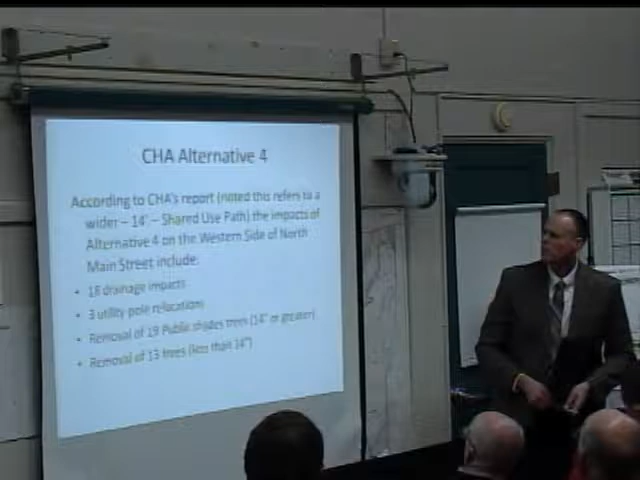 CHA Alternative 4
According to CHA's report (noted this refers to a
wider – 14' – Shared Use Path) the impacts of
Alternative 4 on the Western Side of North
Main Street include:
• 18 drainage impacts
• 3 utility pole relocations
• Removal of 19 Public shades trees (14" or greater)
• Removal of 13 trees (less than 14")